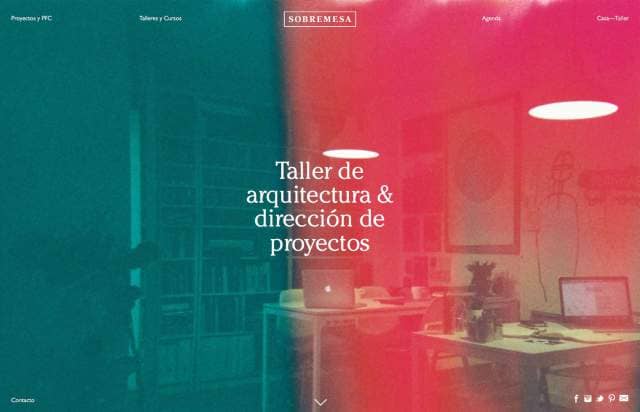 Proyectos y PFC
Talleres y Cursos
SOBREMESA
Agenda
Casa—Taller
Taller de
arquitectura &
dirección de
proyectos
Contacto